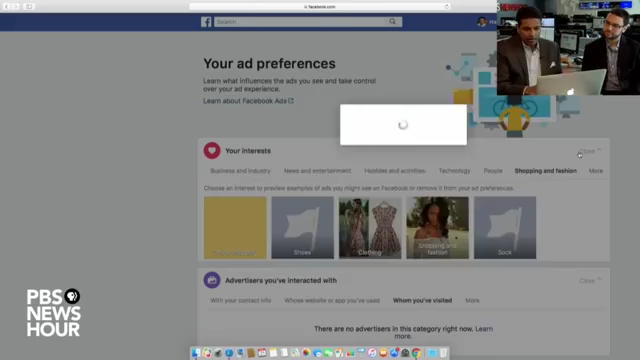 facebook.com
Search
Your ad preferences
Learn what influences the ads you see and take control
over your ad experience.
Learn about Facebook Ads
Your interests
Close
Business and industry
News and entertainment
Hobbies and activities
Technology
People
Shopping and fashion
More
Choose an interest to preview examples of ads you might see on Facebook or remove it from your ad preferences.
Shoes
Clothing
Shopping and
fashion
Sock
Advertisers you've interacted with
Close
With your contact info
Whose website or app you've used
Whom you've visited
More
There are no advertisers in this category right now. Learn
more.
PBS
NEWS
HOUR